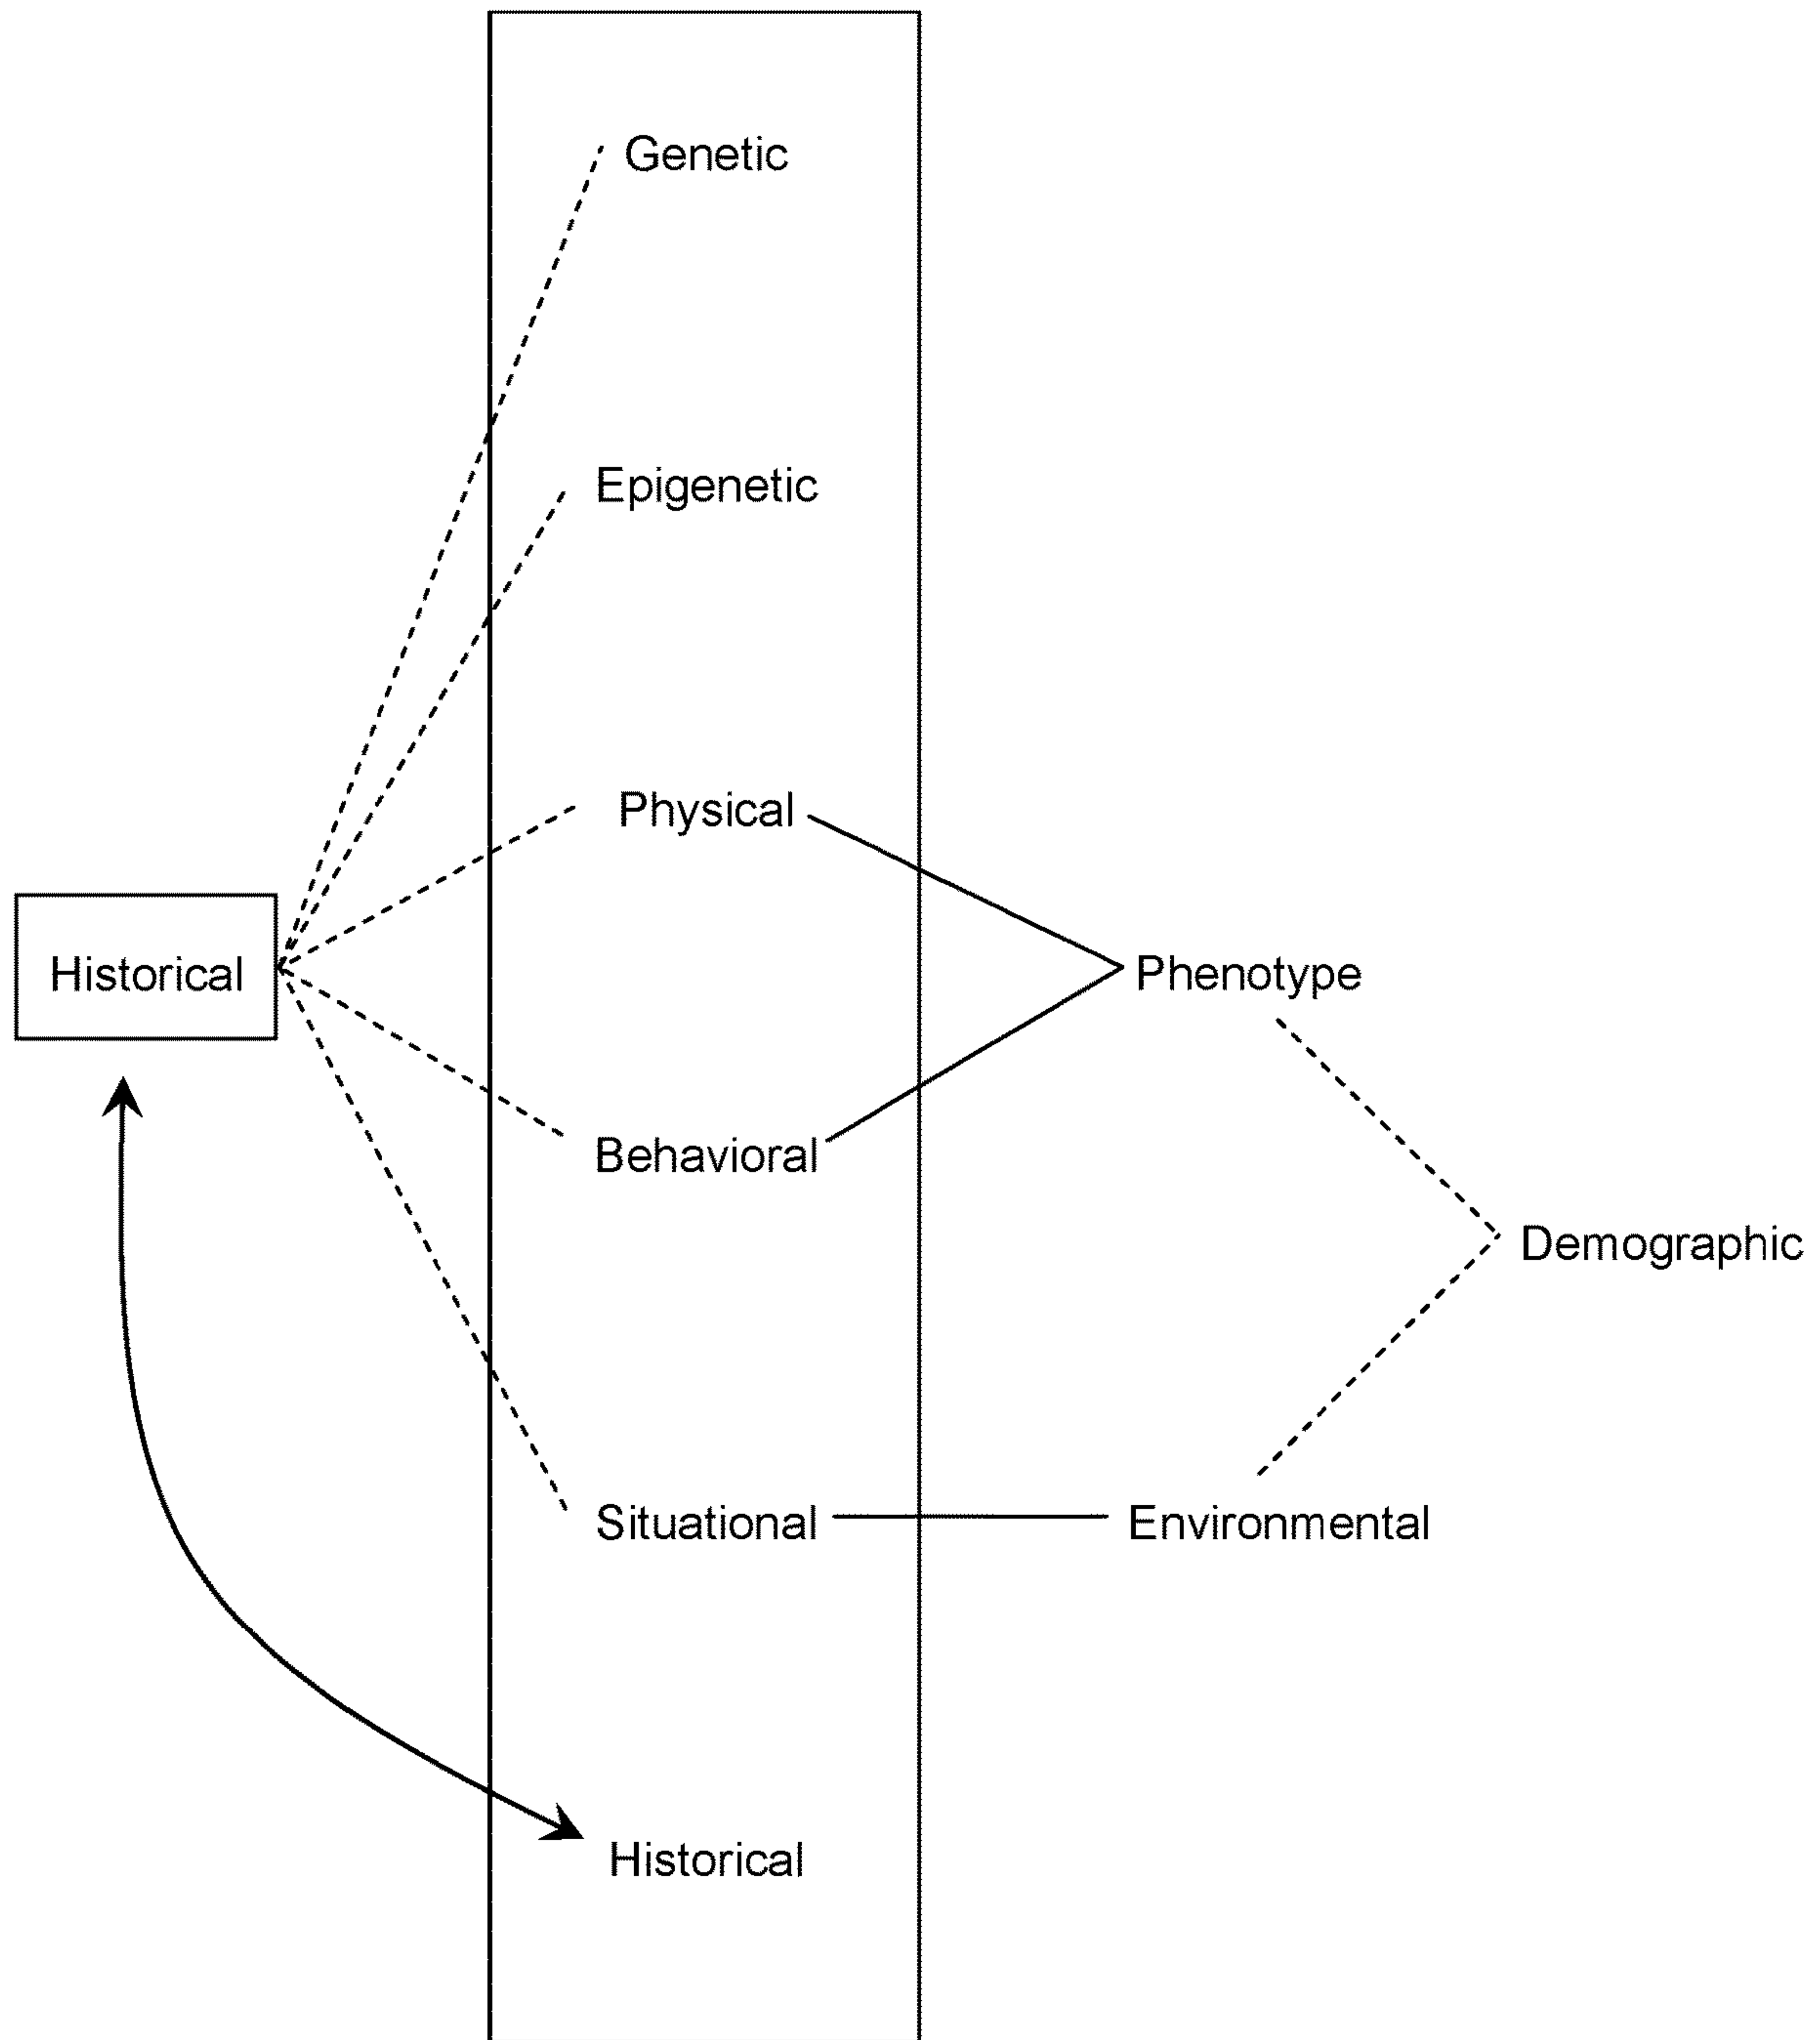 Genetic
Epigenetic
Physical
Historical
Phenotype
Behavioral
Demographic
Situational
Environmental
Historical